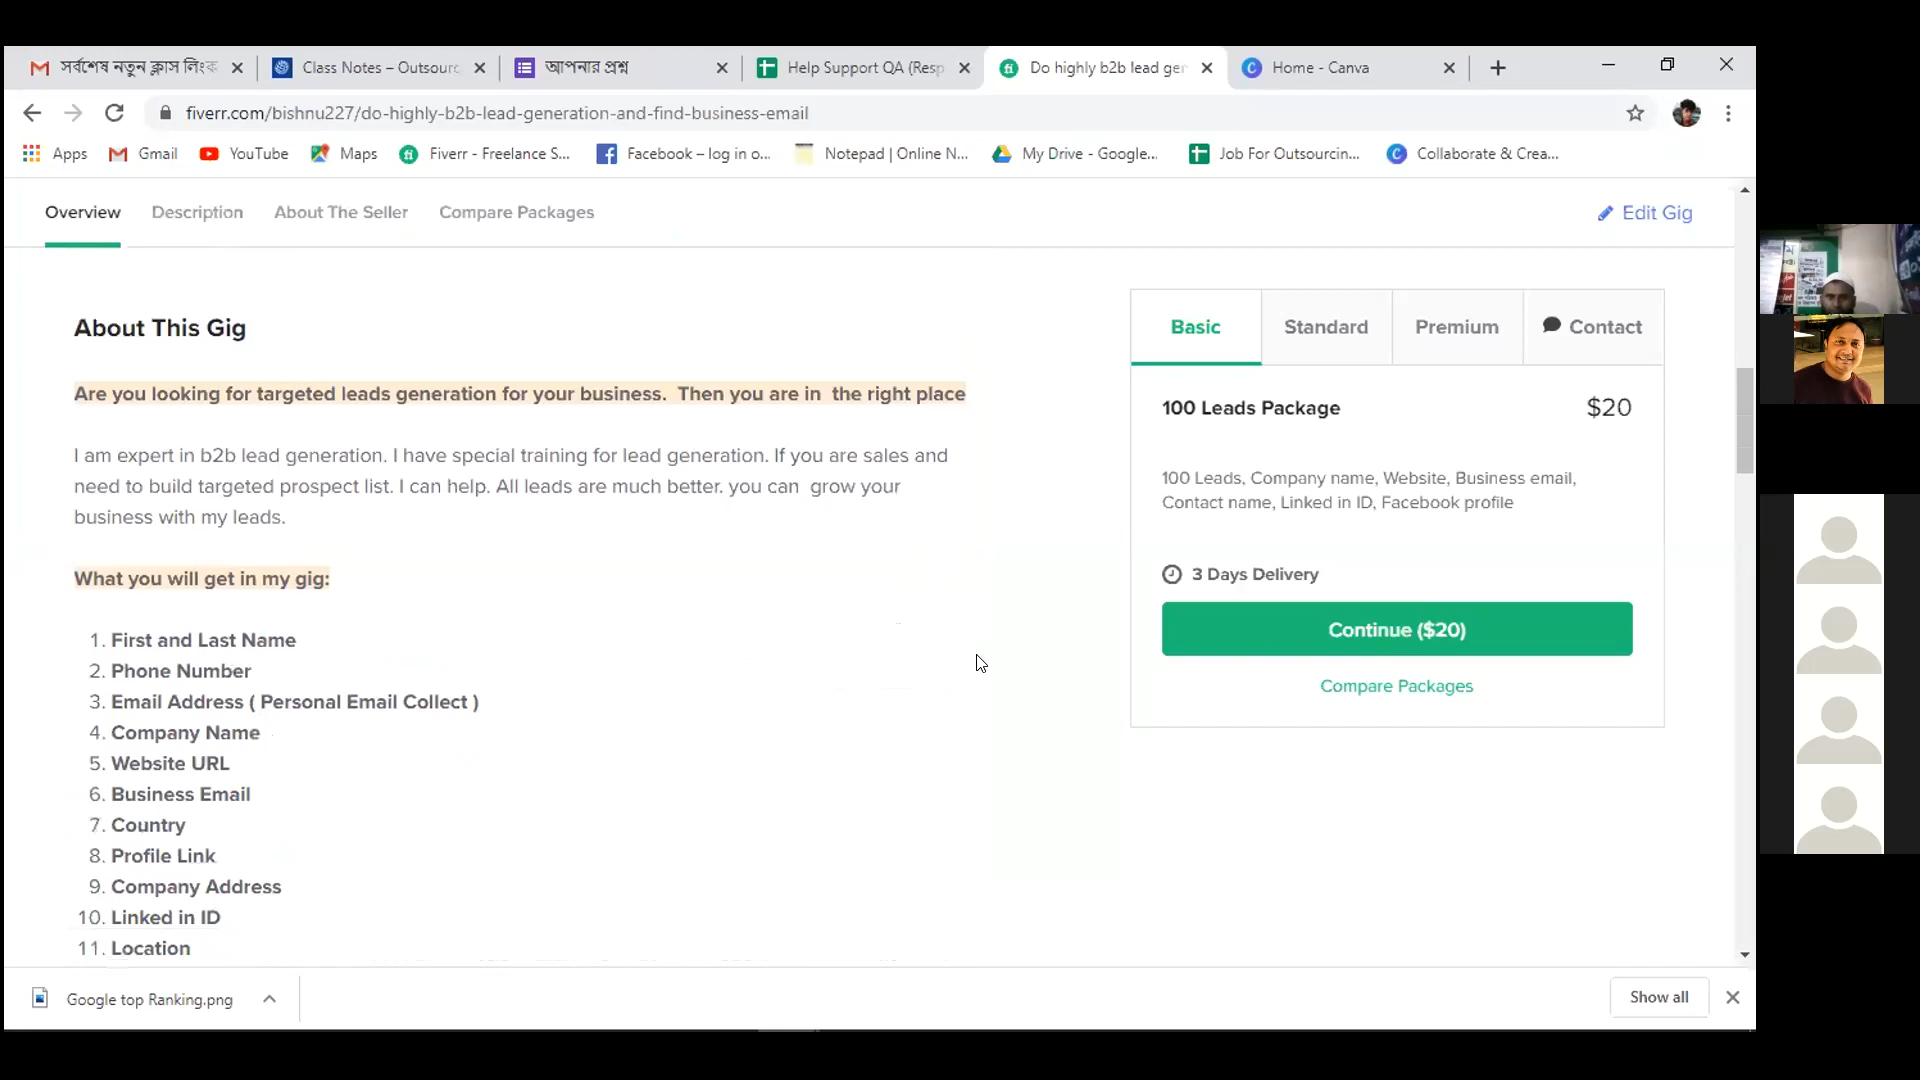 সর্বশেষ নতুন ক্লাস লিংক
Class Notes – Outsourc
আপনার প্রশ্ন
Help Support QA (Resp
Do highly b2b lead ger
Home - Canva
fiverr.com/bishnu227/do-highly-b2b-lead-generation-and-find-business-email
Apps
Gmail
YouTube
Maps
Fiverr - Freelance S...
Facebook – log in o...
Notepad | Online N...
My Drive - Google...
Job For Outsourcin...
Collaborate & Crea...
Overview
Description
About The Seller
Compare Packages
Edit Gig
About This Gig
Are you looking for targeted leads generation for your business.  Then you are in  the right place
I am expert in b2b lead generation. I have special training for lead generation. If you are sales and
need to build targeted prospect list. I can help. All leads are much better. you can  grow your
business with my leads.
What you will get in my gig:
1. First and Last Name
2. Phone Number
3. Email Address ( Personal Email Collect )
4. Company Name
5. Website URL
6. Business Email
7. Country
8. Profile Link
9. Company Address
10. Linked in ID
11. Location
Basic
Standard
Premium
Contact
100 Leads Package
$20
100 Leads, Company name, Website, Business email,
Contact name, Linked in ID, Facebook profile
3 Days Delivery
Continue ($20)
Compare Packages
Google top Ranking.png
Show all